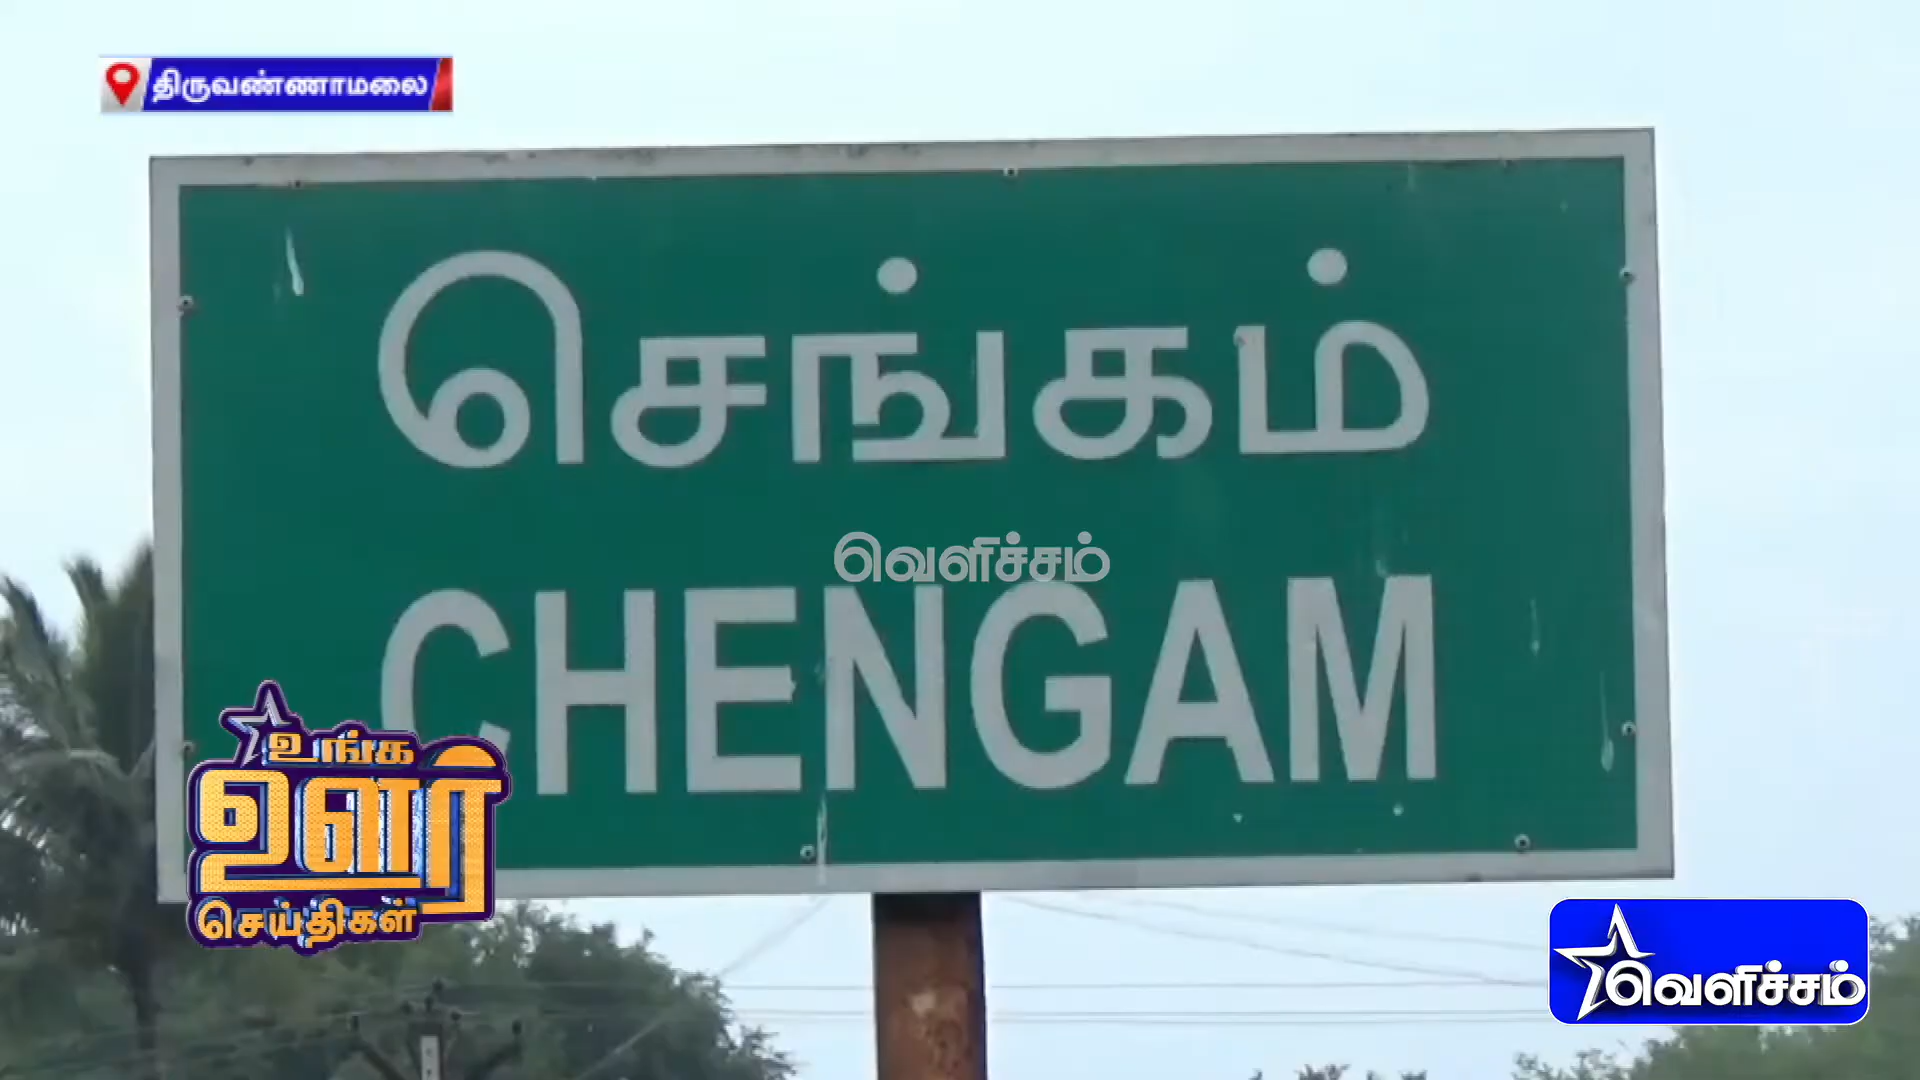 திருவண்ணாமலை
செங்கம்
வெளிச்சம்
CHENGAM
உங்க
ஊர்
செய்திகள்
வெளிச்சம்